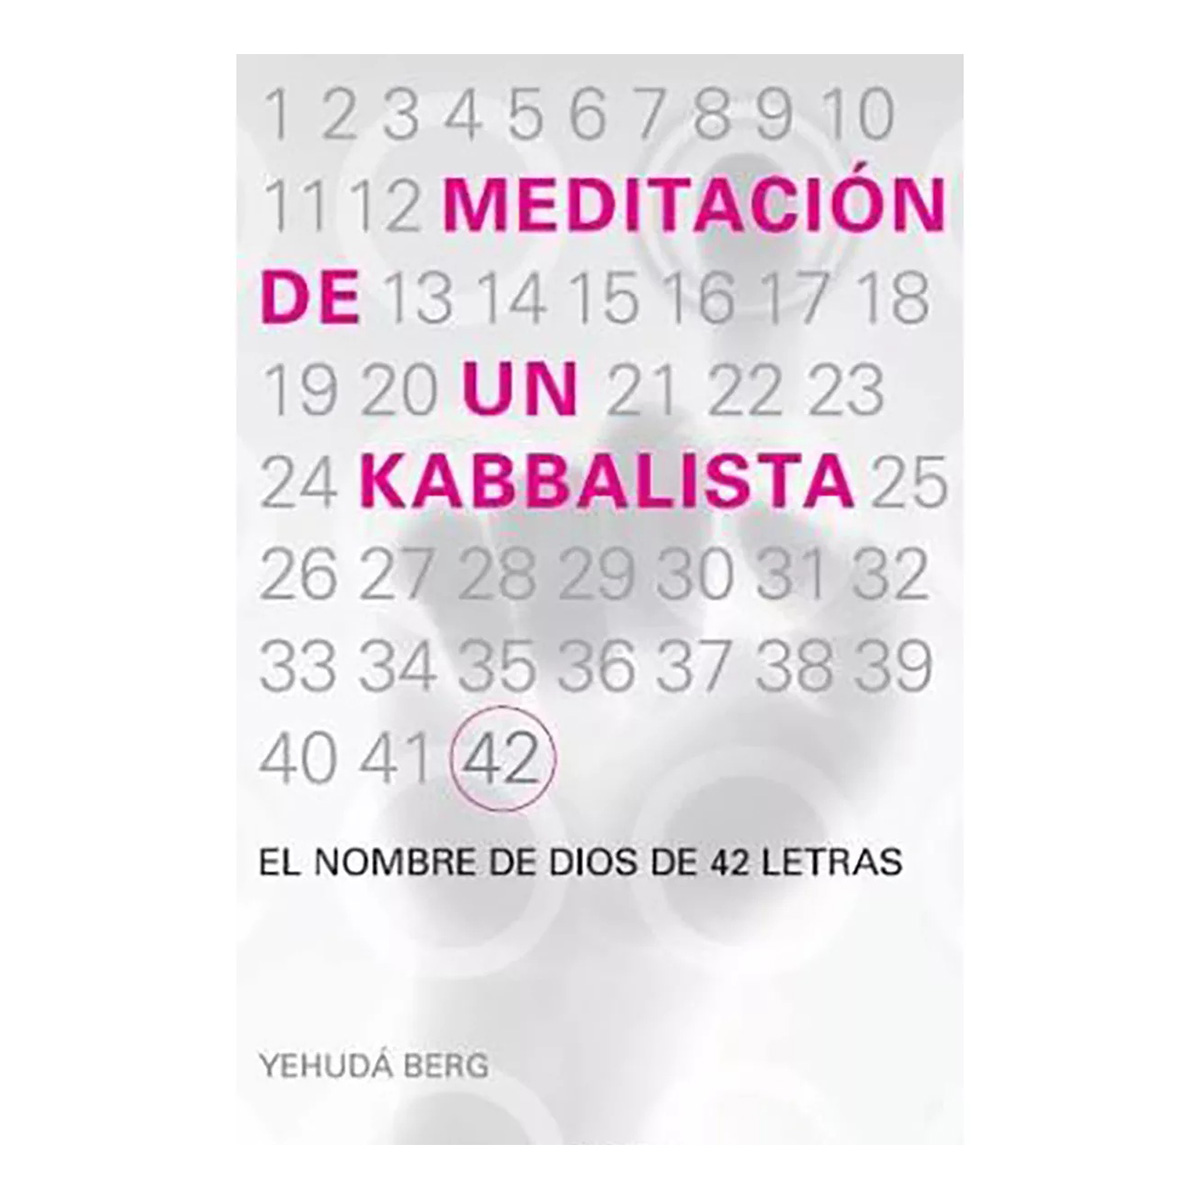 1 2 3 4 5 6 7 8 9 10
11 12 MEDITACIÓN
DE 13 14 15 16 17 18
19 20 UN 21 22 23
24 KABBALISTA 25
26 27 28 29 30 31 32
33 34 35 36 37 38 39
40 41 42
EL NOMBRE DE DIOS DE 42 LETRAS
YEHUDÁ BERG